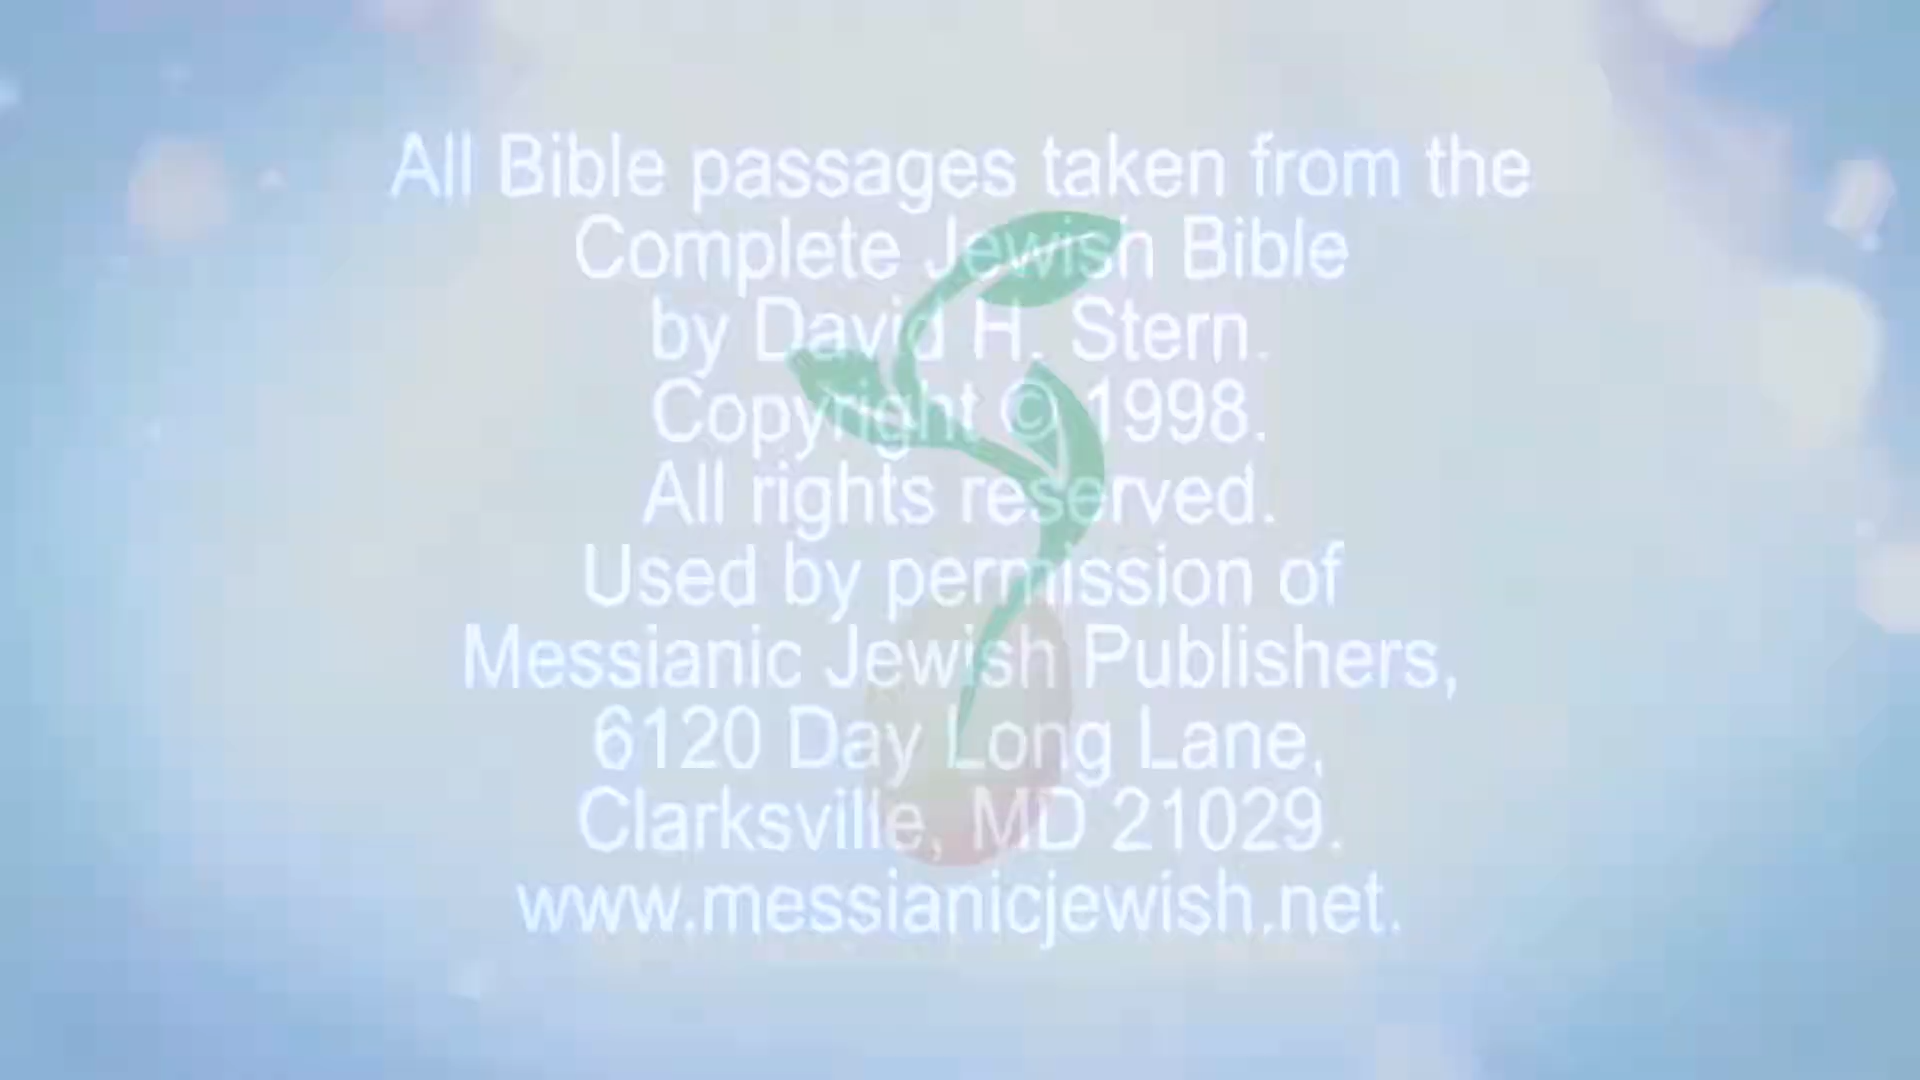 All Bible passages taken from the
Complete Jewish Bible
by David H. Stern.
Copyright © 1998.
All rights reserved.
Used by permission of
Messianic Jewish Publishers,
6120 Day Long Lane,
Clarksville, MD 21029.
www.messianicjewish.net.